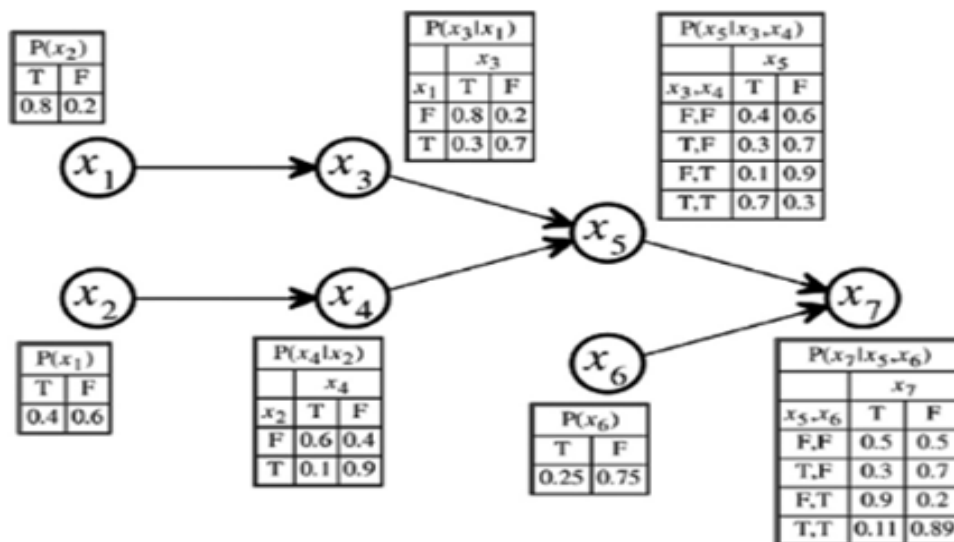 P(x2)
T F
0.8 0.2
P(x3|x1)
x3
x1 T F
F 0.8 0.2
T 0.3 0.7
P(x5|x3,x4)
x5
x3,x4 T F
F,F 0.4 0.6
T,F 0.3 0.7
F,T 0.1 0.9
T,T 0.7 0.3
x1
x3
x5
x2
x4
x7
x6
P(x1)
T F
0.4 0.6
P(x4|x2)
x4
x2 T F
F 0.6 0.4
T 0.1 0.9
P(x6)
T F
0.25 0.75
P(x7|x5,x6)
x7
x5,x6 T F
F,F 0.5 0.5
T,F 0.3 0.7
F,T 0.9 0.2
T,T 0.11 0.89